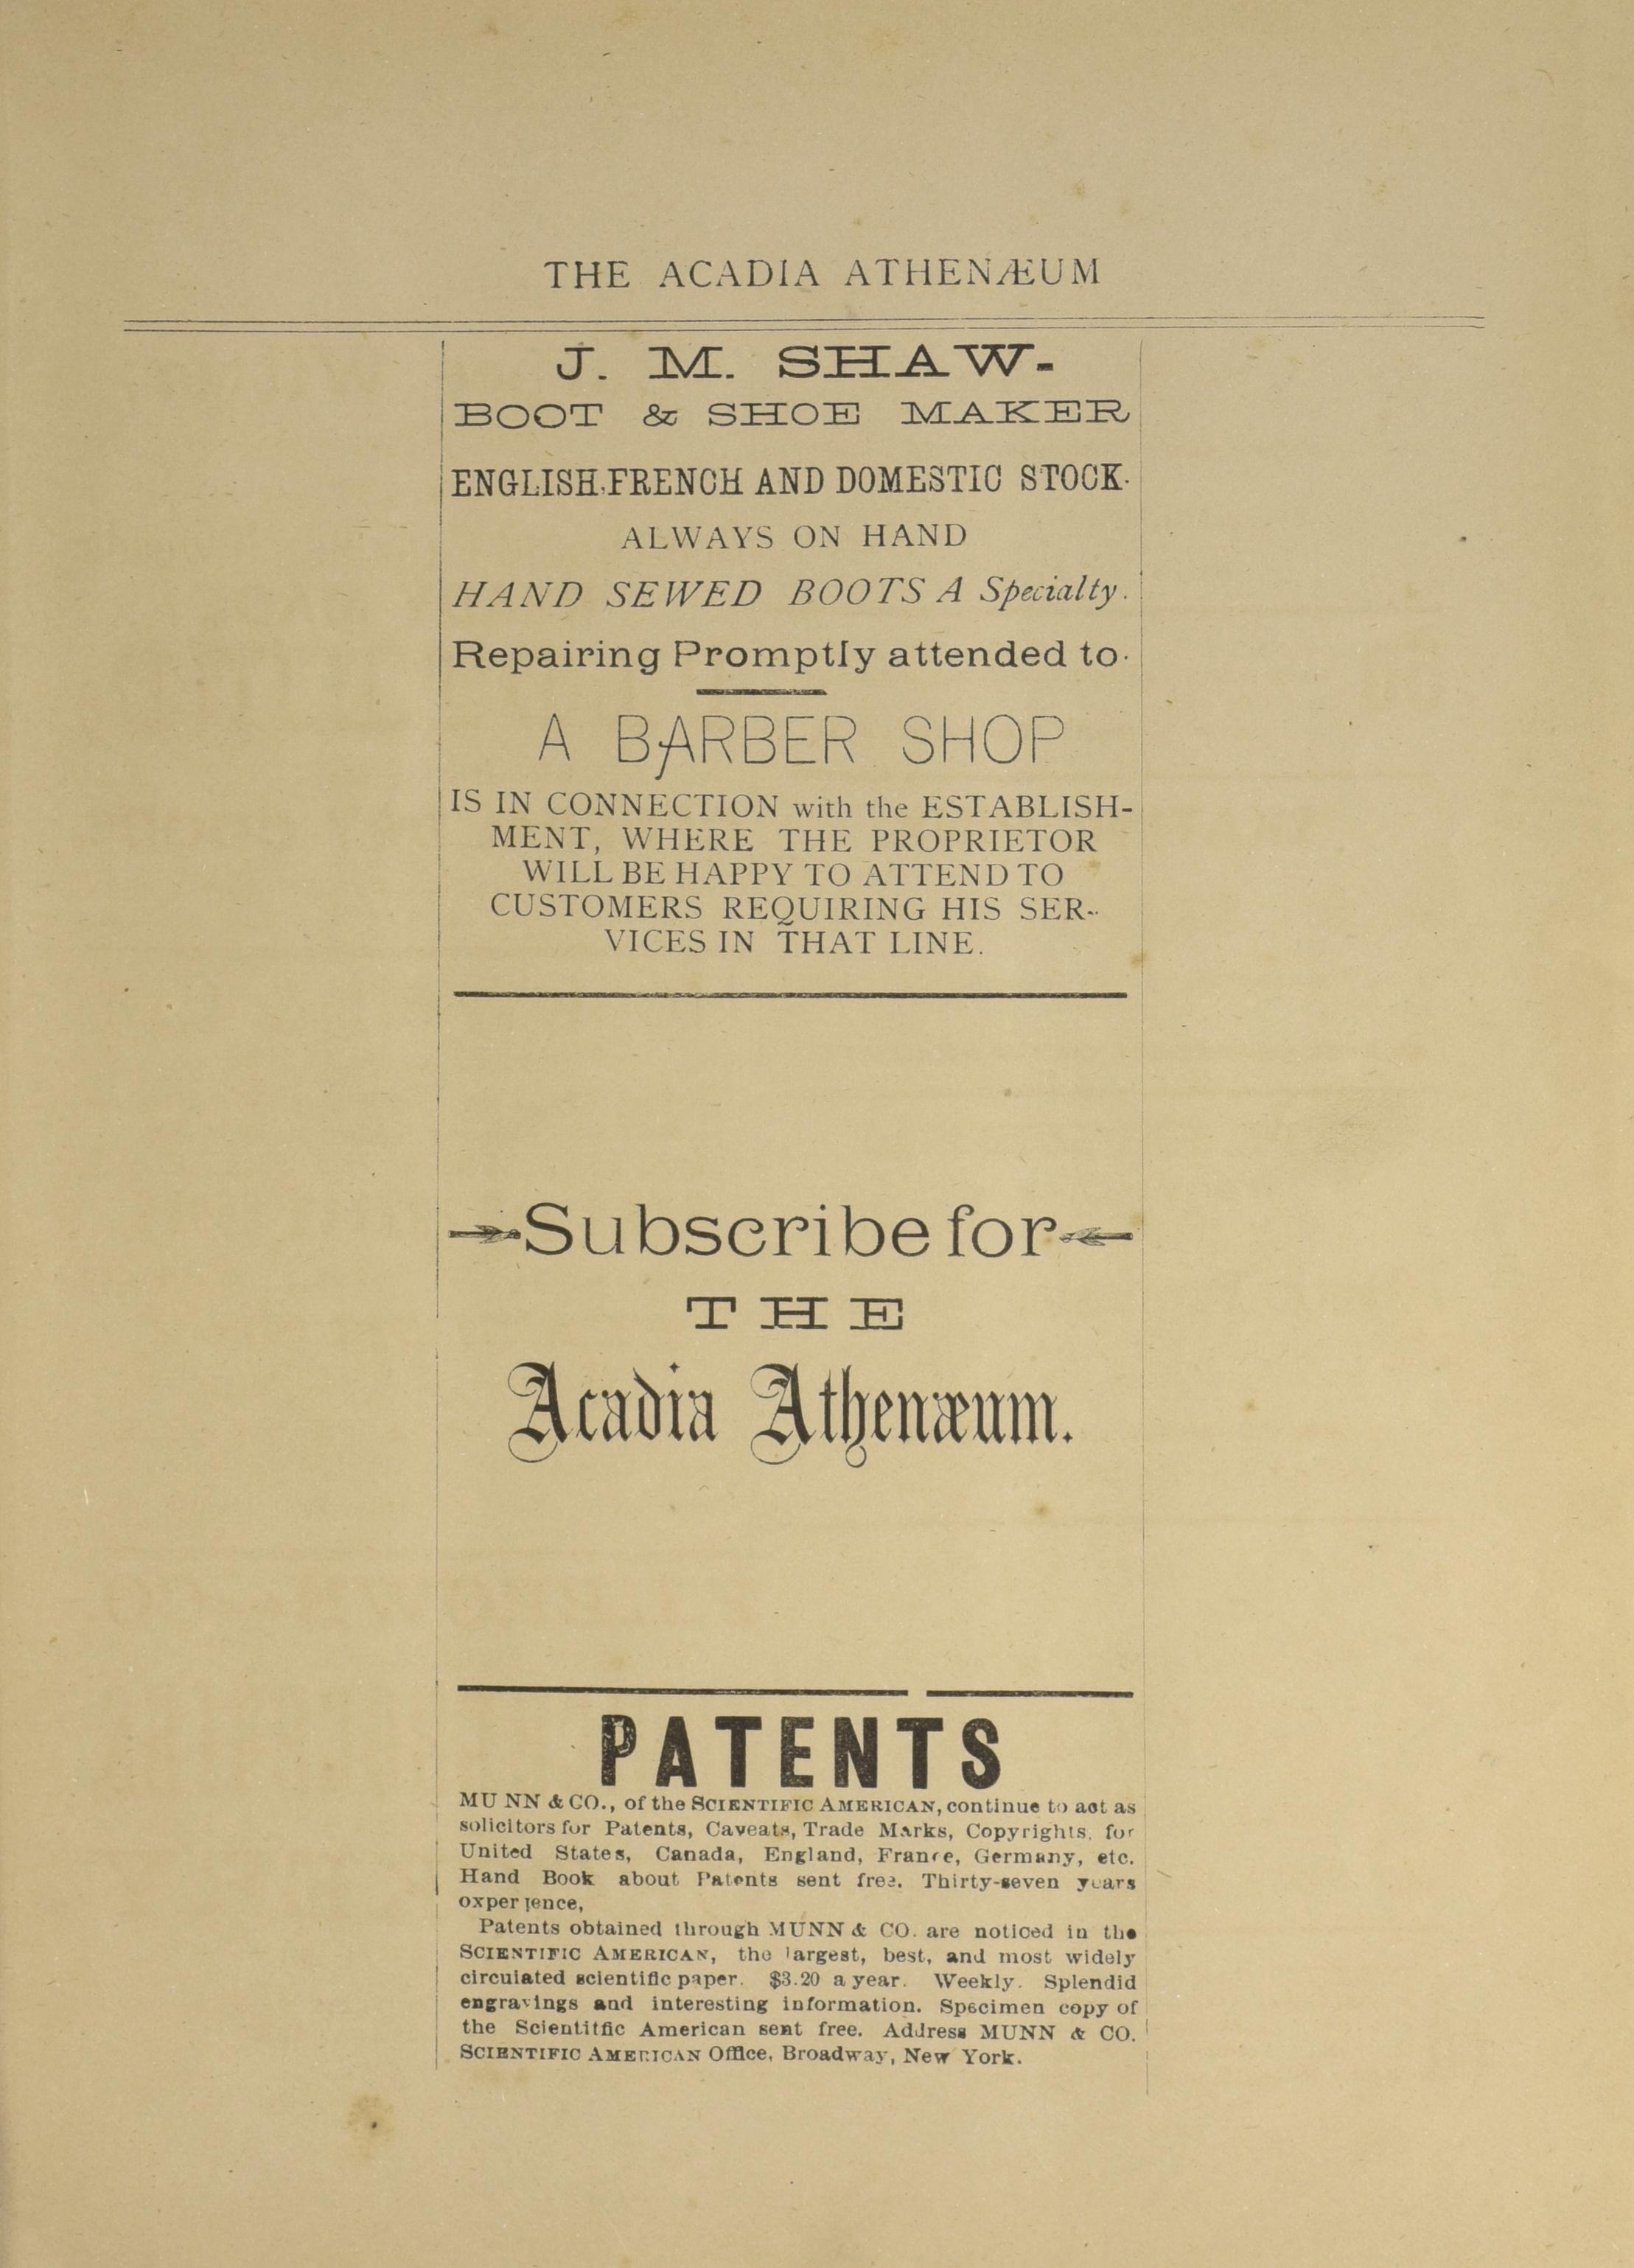 THE ACADIA ATHENÆUM
J. M. SHAW.
BOOT & SHOE MAKER
ENGLISH, FRENCH AND DOMESTIC STOCK.
ALWAYS ON HAND
HAND SEWED BOOTS A Specialty.
Repairing Promptly attended to.
A BARBER SHOP
IS IN CONNECTION with the ESTABLISH-
MENT, WHERE THE PROPRIETOR
WILL BE HAPPY TO ATTEND TO
CUSTOMERS REQUIRING HIS SER-
VICES IN THAT LINE.
Subscribe for
THE
Acadia Athenæum.
PATENTS
MUNN & CO., of the SCIENTIFIC AMERICAN, continue to act as
solicitors for Patents, Caveats, Trade Marks, Copyrights, for
United States, Canada, England, France, Germany, etc.
Hand Book about Patents sent free. Thirty-seven years
experience,
Patents obtained through MUNN & CO. are noticed in the
SCIENTIFIC AMERICAN, the largest, best, and most widely
circulated scientific paper. $3.20 a year. Weekly. Splendid
engravings and interesting information. Specimen copy of
the Scientitfic American sent free. Address MUNN & CO.
SCIENTIFIC AMERICAN Office, Broadway, New York.